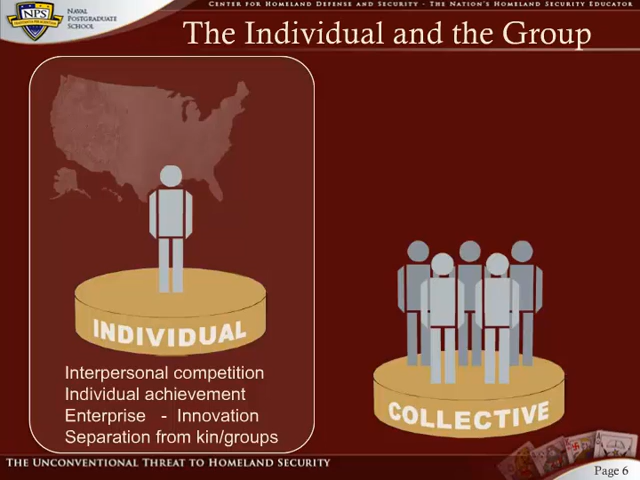 Center for Homeland Defense and Security - The Nation's Homeland Security Educator
NPS
Naval
Postgraduate
School
The Individual and the Group
INDIVIDUAL
Interpersonal competition
Individual achievement
Enterprise - Innovation
Separation from kin/groups
COLLECTIVE
The Unconventional Threat to Homeland Security
Page 6